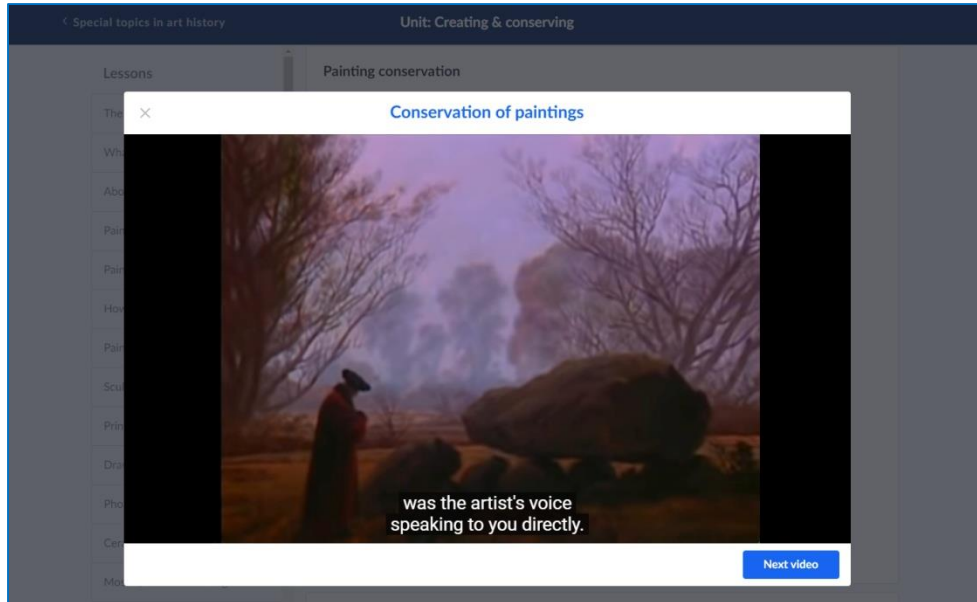 Special topics in art history
Unit: Creating & conserving
Lessons
Painting conservation
Conservation of paintings
was the artist's voice
speaking to you directly.
Next video